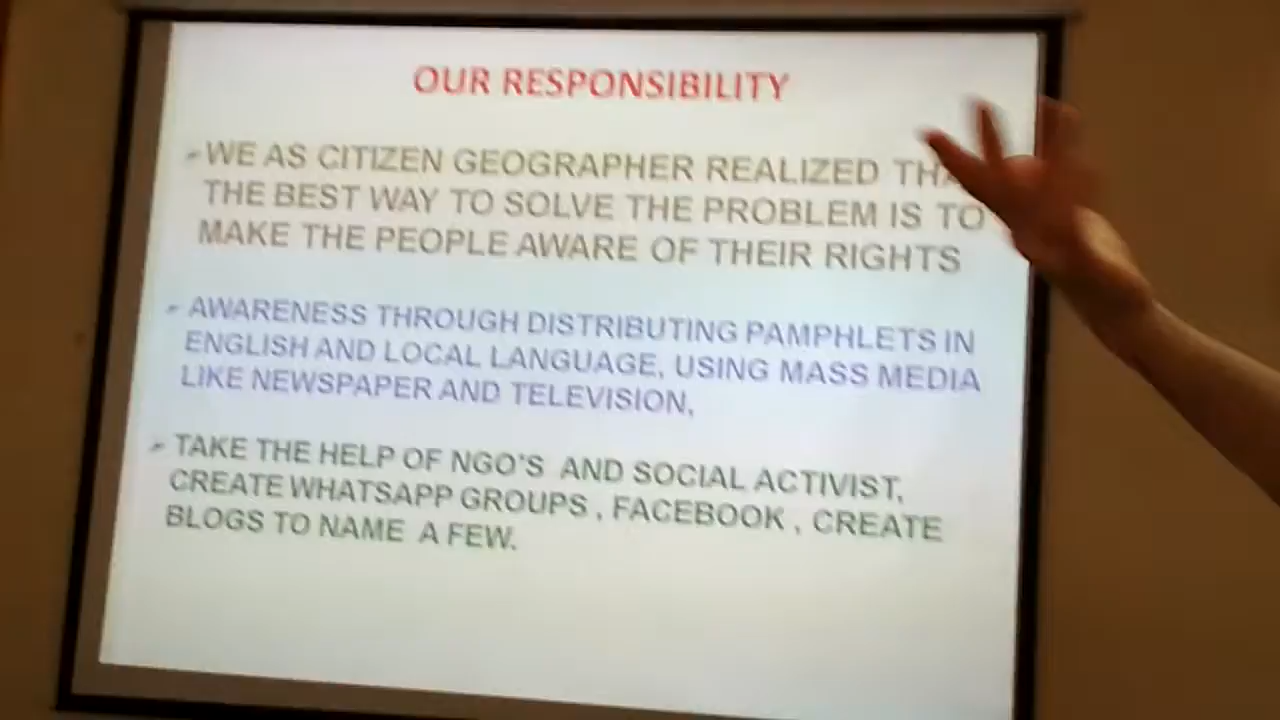 OUR RESPONSIBILITY
WE AS CITIZEN GEOGRAPHER REALIZED
THE BEST WAY TO SOLVE THE PROBLEM IS TO
MAKE THE PEOPLE AWARE OF THEIR RIGHTS
AWARENESS THROUGH DISTRIBUTING PAMPHLETS IN
ENGLISH AND LOCAL LANGUAGE, USING MASS MEDIA
LIKE NEWSPAPER AND TELEVISION,
TAKE THE HELP OF NGO'S AND SOCIAL ACTIVIST,
CREATE WHATSAPP GROUPS , FACEBOOK , CREATE
BLOGS TO NAME A FEW.